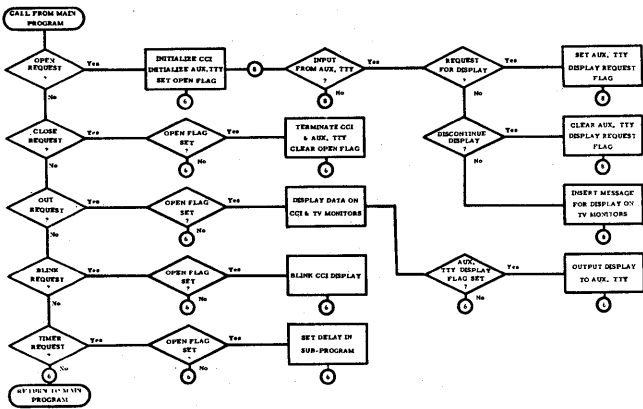 CALL FROM MAIN
PROGRAM
OPEN
REQUEST
?
Yes
No
INITIALIZE CCI
INITIALIZE AUX. TTY
SET OPEN FLAG
6
8
INPUT
FROM AUX. TTY
?
Yes
No
8
REQUEST
FOR DISPLAY
?
Yes
No
SET AUX. TTY
DISPLAY REQUEST
FLAG
8
CLOSE
REQUEST
?
Yes
No
OPEN FLAG
SET?
Yes
No
6
TERMINATE CCI
& AUX. TTY
CLEAR OPEN FLAG
6
DISCONTINUE
DISPLAY
?
Yes
No
CLEAR AUX. TTY
DISPLAY REQUEST
FLAG
8
INSERT MESSAGE
FOR DISPLAY ON
TV MONITORS
8
OUT
REQUEST
?
Yes
No
OPEN FLAG
SET?
Yes
No
6
DISPLAY DATA ON
CCI & TV MONITORS
BLINK
REQUEST
?
Yes
No
OPEN FLAG
SET
?
Yes
No
6
BLINK CCI DISPLAY
6
AUX.
TTY DISPLAY
FLAG SET
?
Yes
No
6
OUTPUT DISPLAY
TO AUX. TTY
6
TIMER
REQUEST
?
Yes
No
6
OPEN FLAG
SET
?
Yes
No
6
SET DELAY IN
SUB-PROGRAM
6
RETURN TO MAIN
PROGRAM